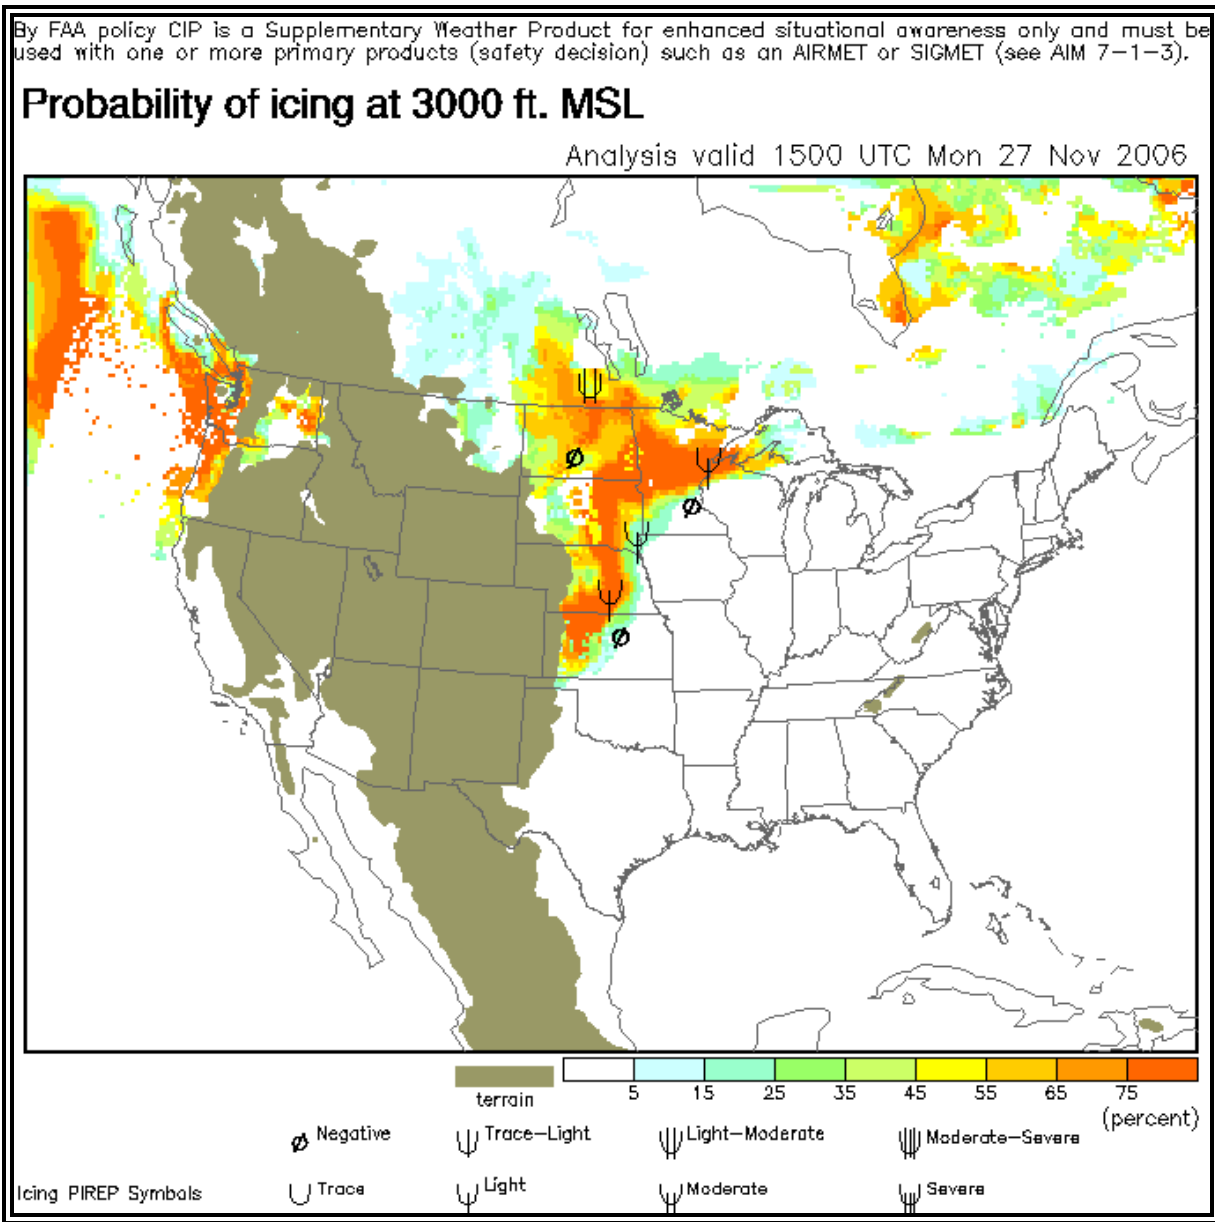 By FAA policy CIP is a Supplementary Weather Product for enhanced situational awareness only and must be
used with one or more primary products (safety decision) such as an AIRMET or SIGMET (see AIM 7-1-3).
Probability of icing at 3000 ft. MSL
Analysis valid 1500 UTC Mon 27 Nov 2006
terrain
5 15 25 35 45 55 65 75
(percent)
Negative Trace-Light Light-Moderate Moderate-Severe
Icing PIREP Symbols Trace Light Moderate Severe